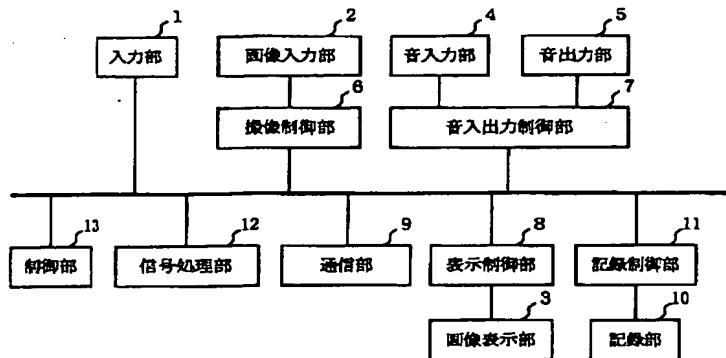 1
入力部
2
画像入力部
4
音入力部
5
音出力部
6
撮像制御部
7
音入出力制御部
13
制御部
12
信号処理部
9
通信部
8
表示制御部
11
記録制御部
3
画像表示部
10
記録部